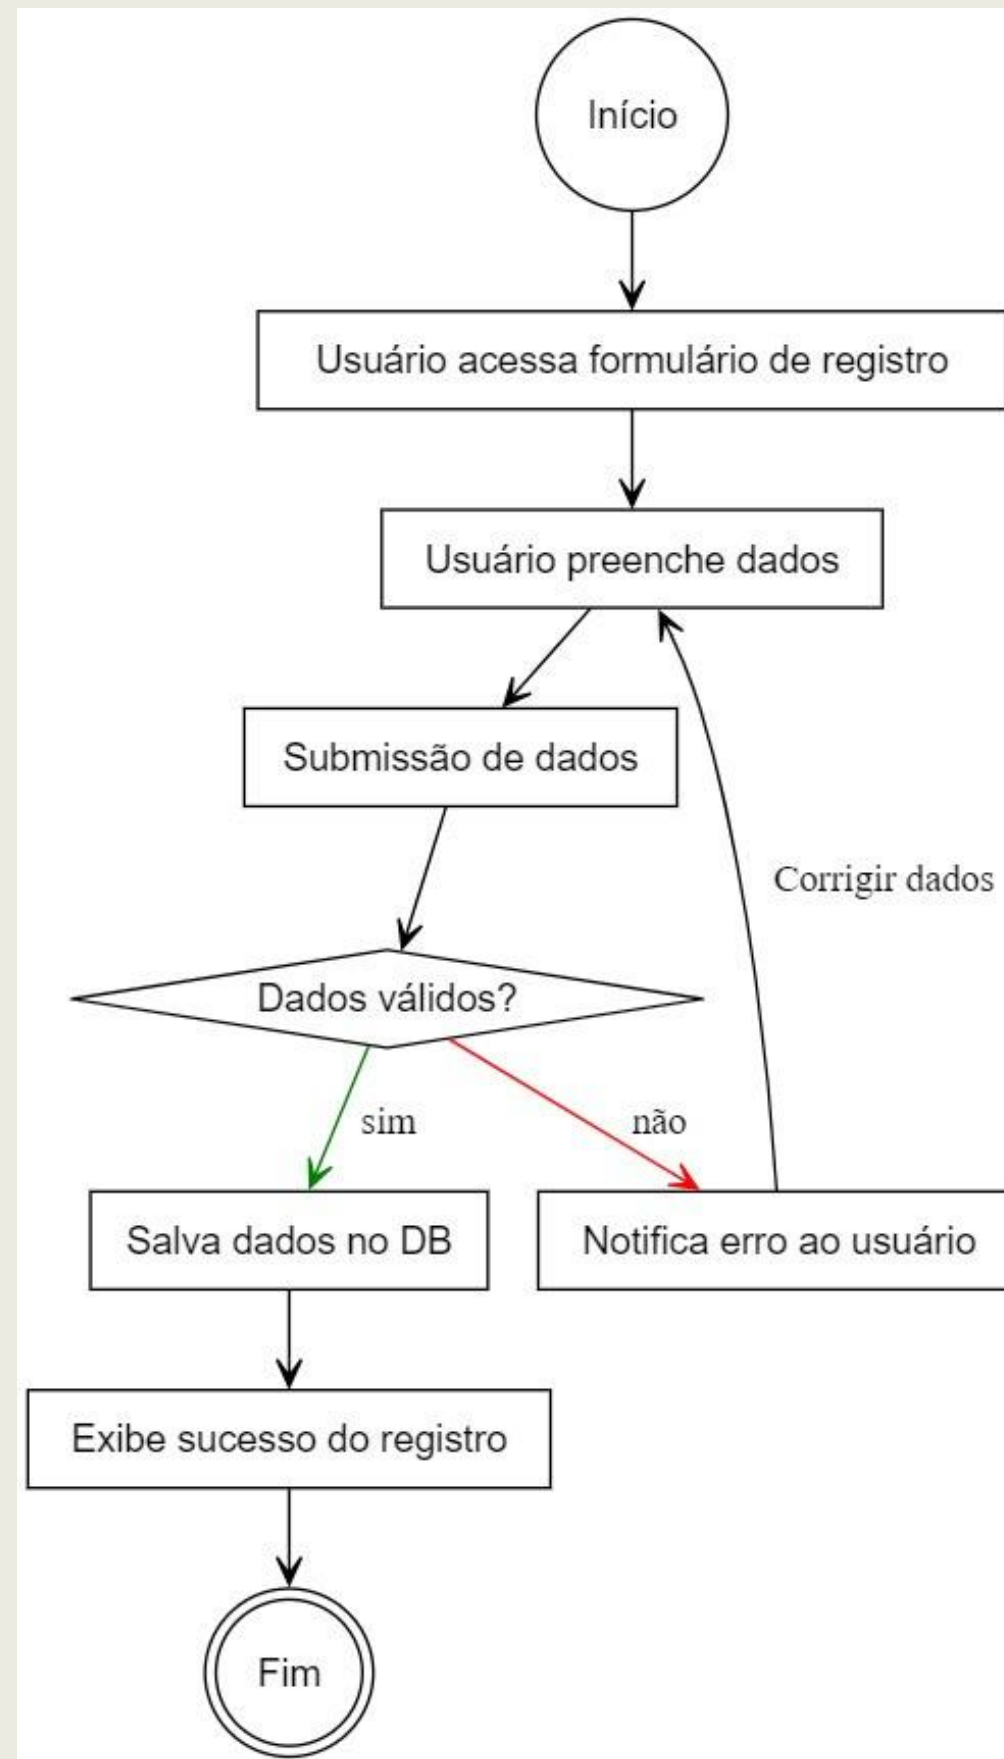 Início
Usuário acessa formulário de registro
Usuário preenche dados
Submissão de dados
Corrigir dados
Dados válidos?
sim
não
Salva dados no DB
Notifica erro ao usuário
Exibe sucesso do registro
Fim